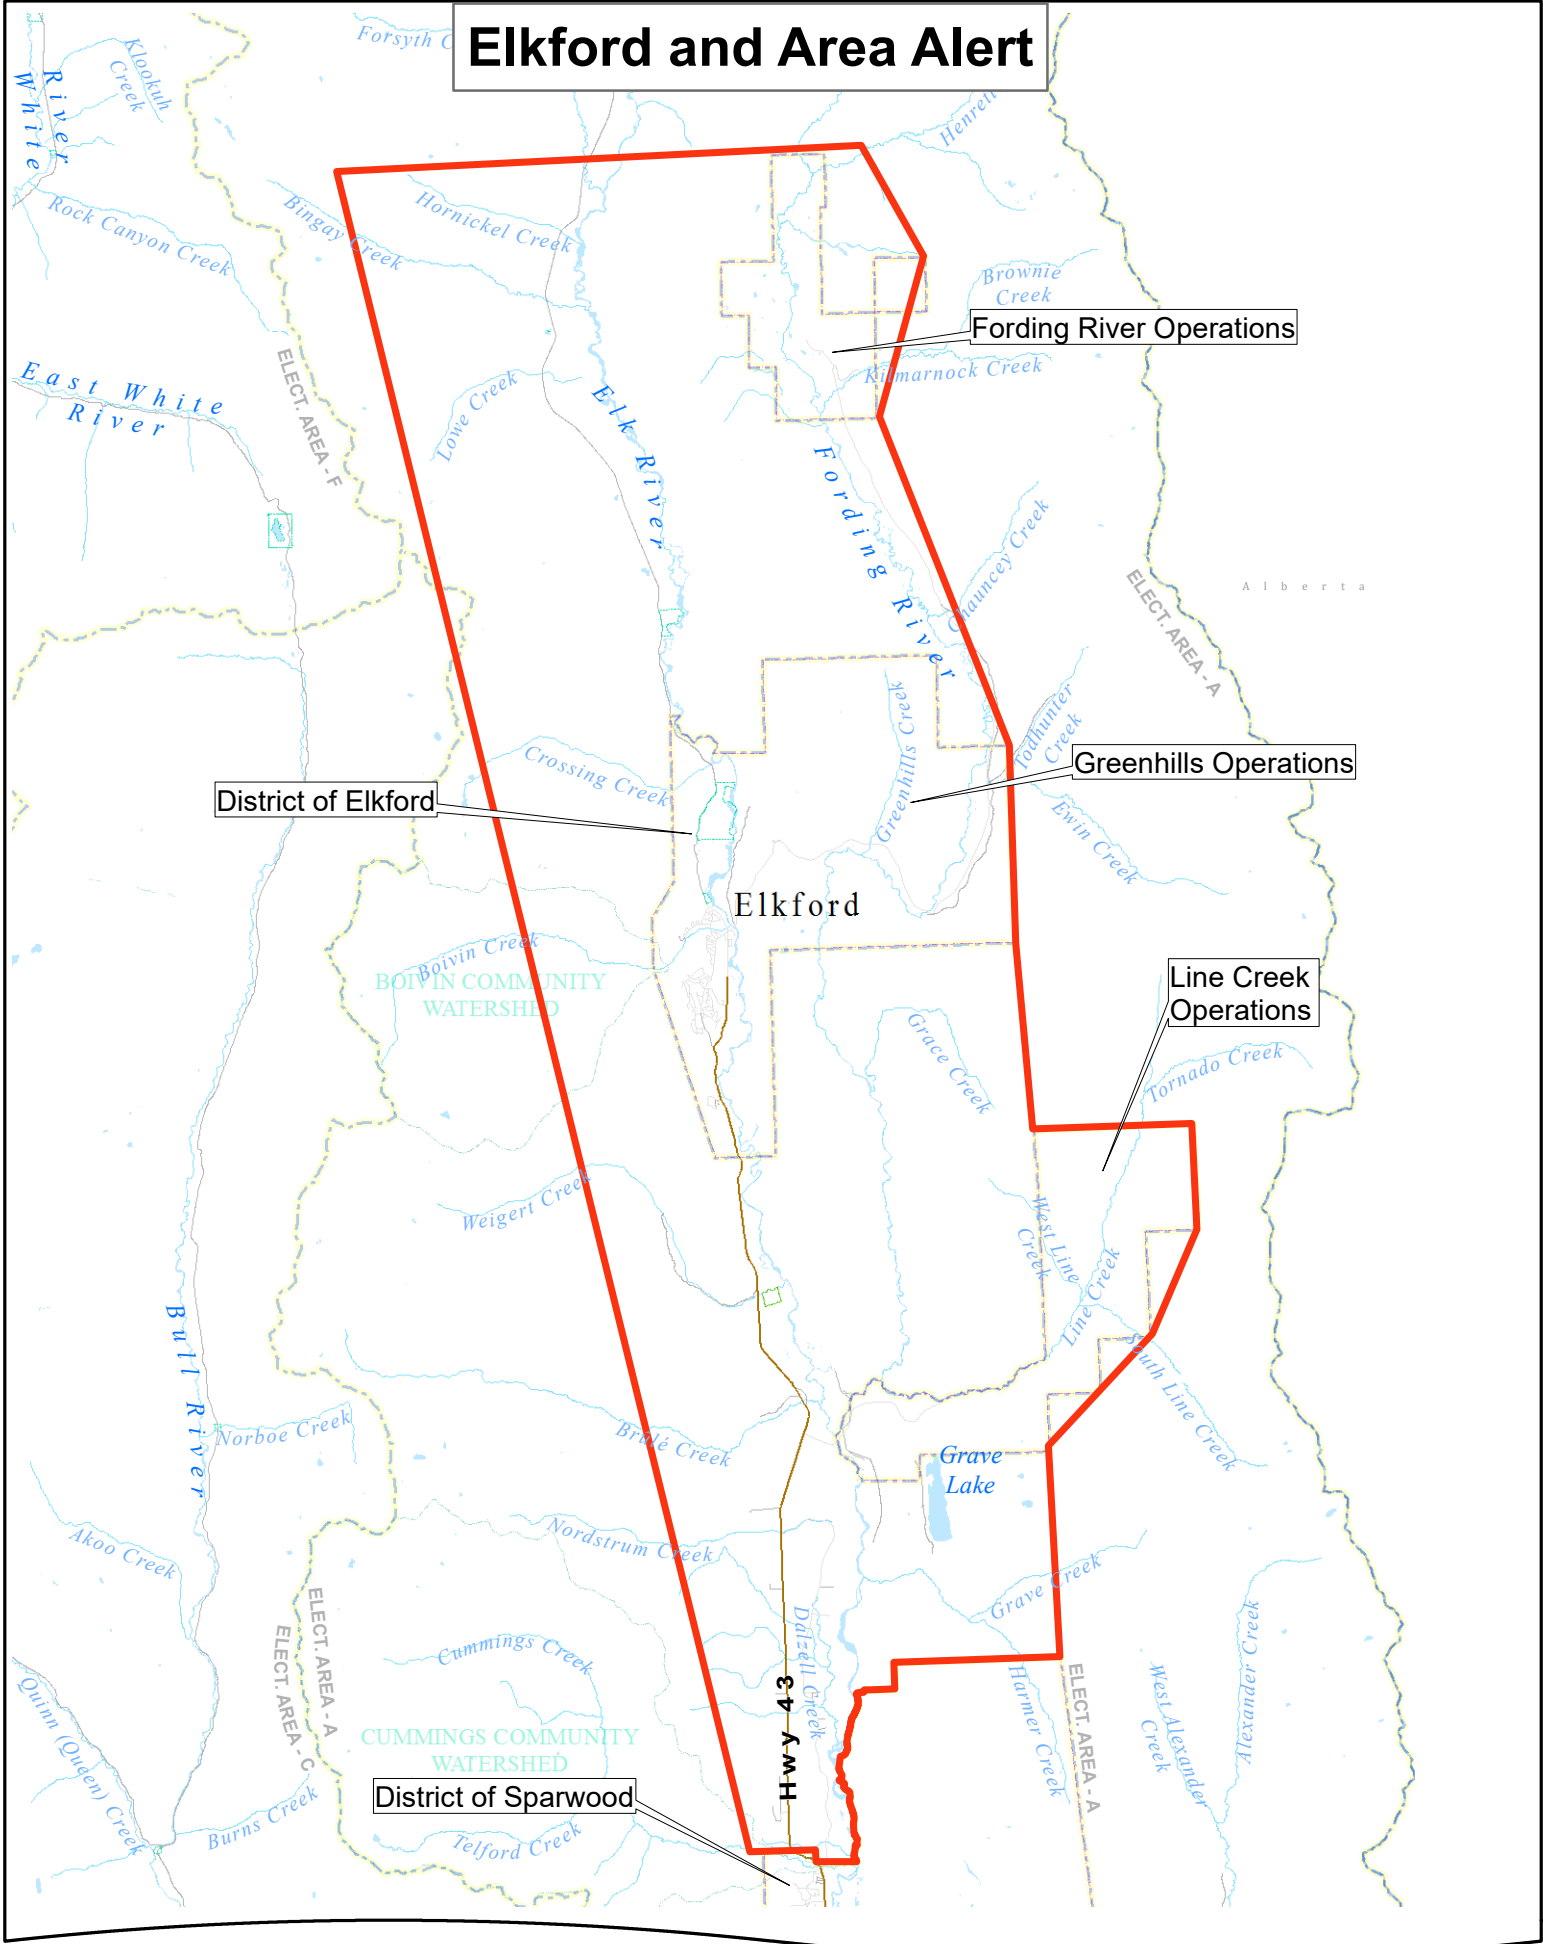 Elkford and Area Alert
Forsyth C
Klookuh
Creek
White
River
Henrett
Rock Canyon Creek
Bingay Creek
Hornickel Creek
Brownie
Creek
Fording River Operations
Kilmarnock Creek
East White
River
ELECT. AREA - F
Lowe Creek
Elk River
Fording River
Chauncey Creek
Alberta
ELECT. AREA - A
Todhunter
Creek
Greenhills Creek
Greenhills Operations
Crossing Creek
District of Elkford
Ewin Creek
Elkford
Boivin Creek
BOIVIN COMMUNITY
WATERSHED
Line Creek
Operations
Grace Creek
Tornado Creek
Weigert Creek
West Line
Creek
Line Creek
Bull River
South Line Creek
Norboe Creek
Brûlé Creek
Grave
Lake
Akoo Creek
Nordstrum Creek
Grave Creek
ELECT. AREA - A
ELECT. AREA - C
Cummings Creek
Dalzell Creek
Harmer Creek
ELECT. AREA - A
West Alexander
Creek
Alexander Creek
Quinn (Queen) Creek
CUMMINGS COMMUNITY
WATERSHED
Hwy 43
District of Sparwood
Burns Creek
Telford Creek